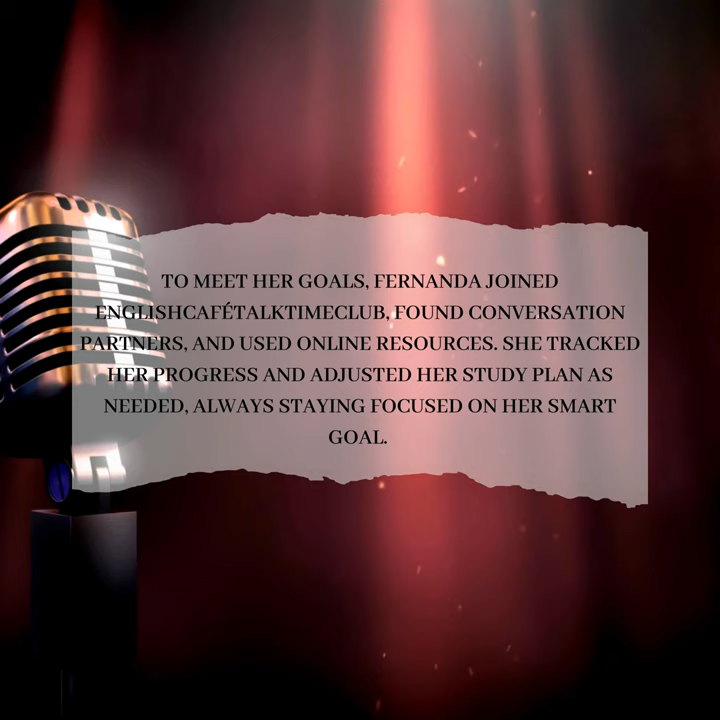 TO MEET HER GOALS, FERNANDA JOINED
ENGLISHCAFÉTALKTIMECLUB, FOUND CONVERSATION
PARTNERS, AND USED ONLINE RESOURCES. SHE TRACKED
HER PROGRESS AND ADJUSTED HER STUDY PLAN AS
NEEDED, ALWAYS STAYING FOCUSED ON HER SMART
GOAL.